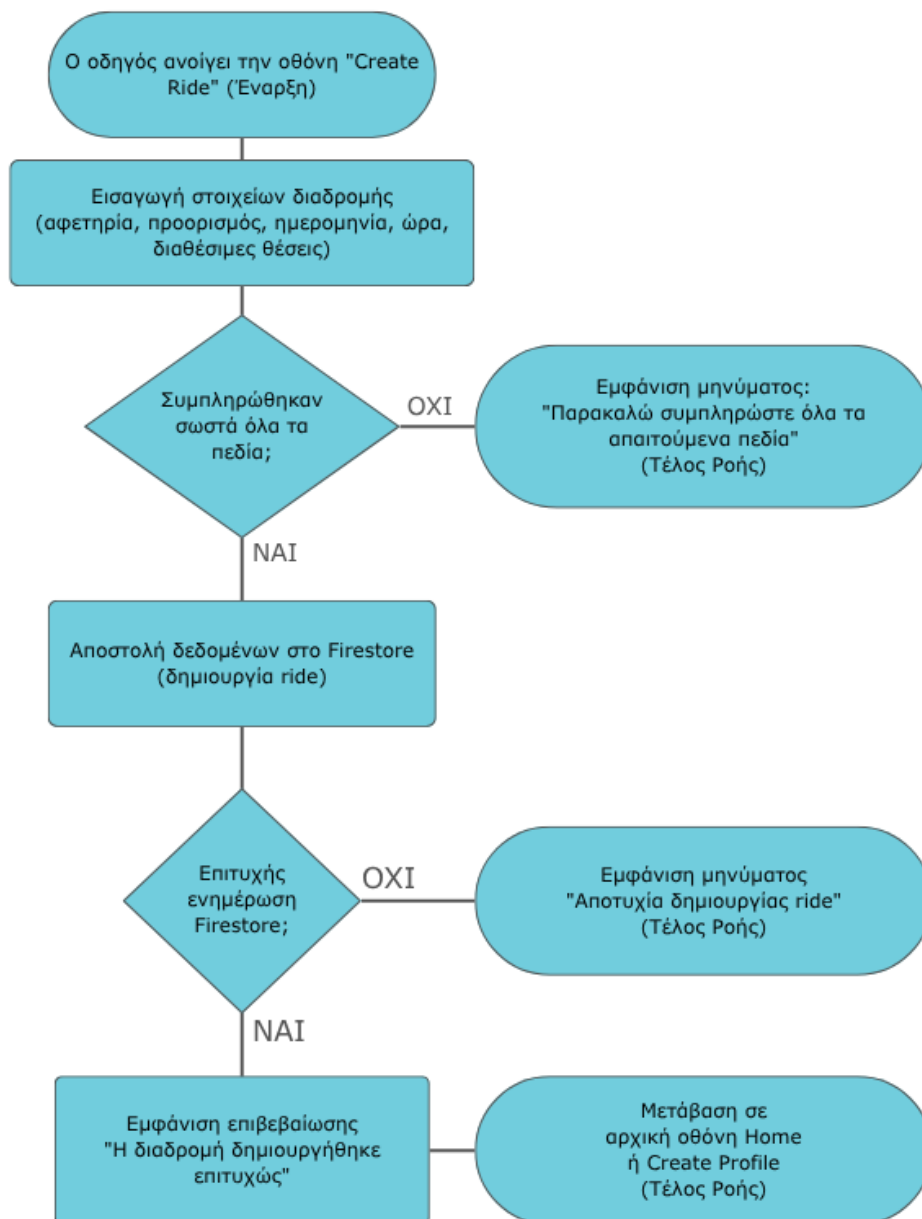 Ο οδηγός ανοίγει την οθόνη "Create
Ride" (Έναρξη)
Εισαγωγή στοιχείων διαδρομής
(αφετηρία, προορισμός, ημερομηνία, ώρα,
διαθέσιμες θέσεις)
Συμπληρώθηκαν
σωστά όλα τα
πεδία;
ΟΧΙ
Εμφάνιση μηνύματος:
"Παρακαλώ συμπληρώστε όλα τα
απαιτούμενα πεδία"
(Τέλος Ροής)
ΝΑΙ
Αποστολή δεδομένων στο Firestore
(δημιουργία ride)
Επιτυχής
ενημέρωση
Firestore;
ΟΧΙ
Εμφάνιση μηνύματος
"Αποτυχία δημιουργίας ride"
(Τέλος Ροής)
ΝΑΙ
Εμφάνιση επιβεβαίωσης
"Η διαδρομή δημιουργήθηκε
επιτυχώς"
Μετάβαση σε
αρχική οθόνη Home
ή Create Profile
(Τέλος Ροής)